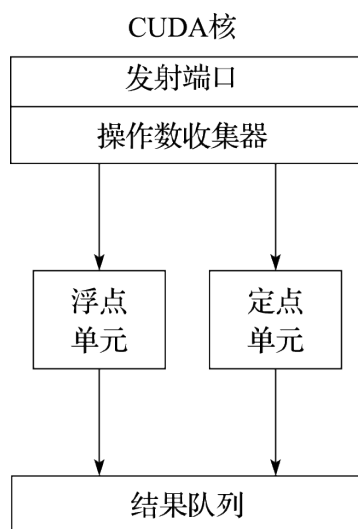 CUDA核
发射端口
操作数收集器
浮点
单元
定点
单元
结果队列